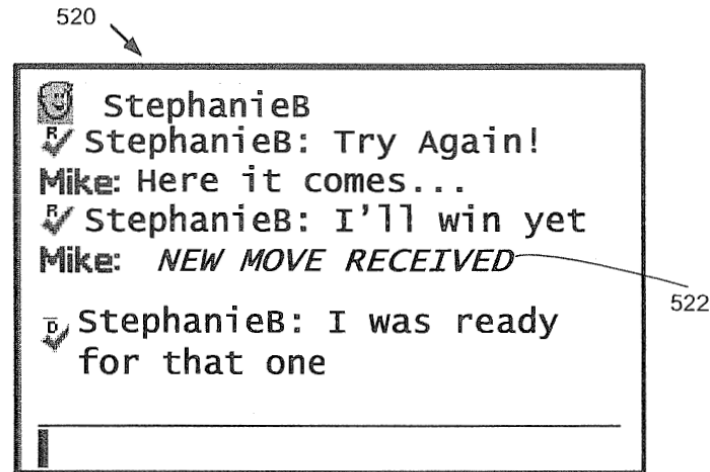 520
StephanieB
R StephanieB: Try Again!
Mike: Here it comes...
R StephanieB: I'll win yet
Mike: NEW MOVE RECEIVED
522
D StephanieB: I was ready
for that one